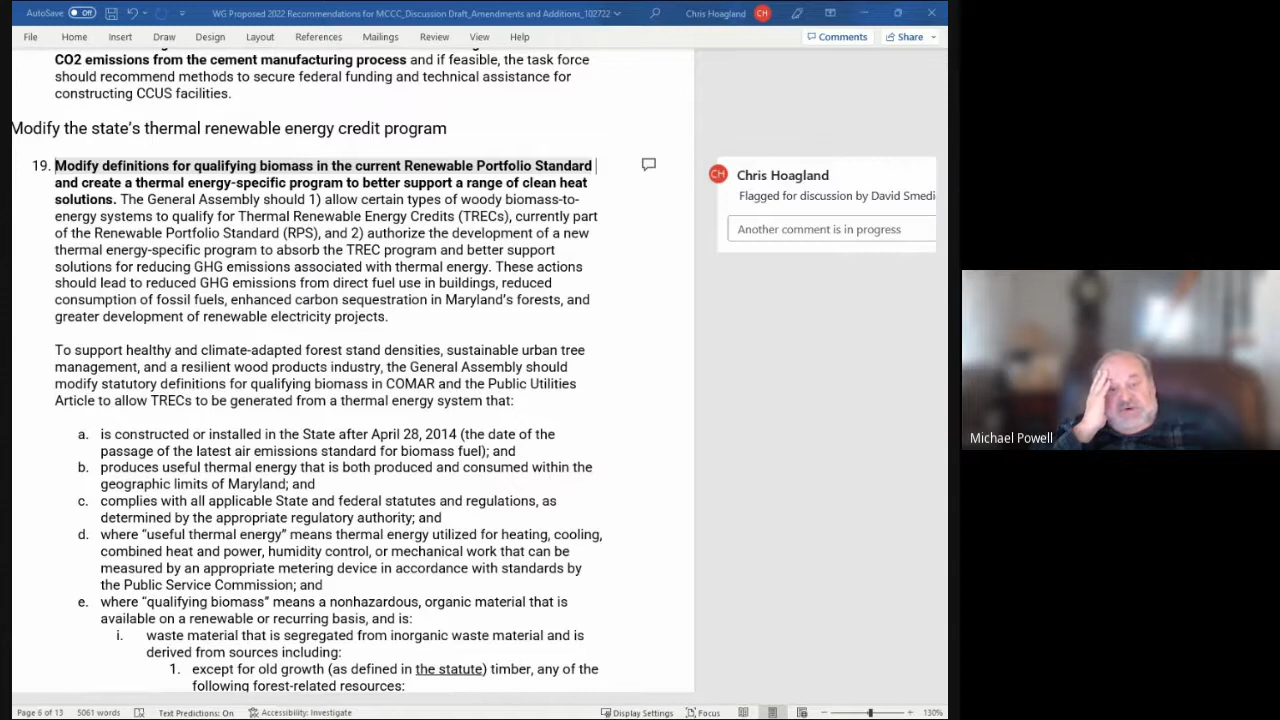 AutoSave Off WG Proposed 2022 Recommendations for MCCC_Discussion Draft_Amendments and Additions_102722 Chris Hoagland CH
File Home Insert Draw Design Layout References Mailings Review View Help Comments Share
CO2 emissions from the cement manufacturing process and if feasible, the task force
should recommend methods to secure federal funding and technical assistance for
constructing CCUS facilities.
Modify the state's thermal renewable energy credit program
19. Modify definitions for qualifying biomass in the current Renewable Portfolio Standard
and create a thermal energy-specific program to better support a range of clean heat
solutions. The General Assembly should 1) allow certain types of woody biomass-to-
energy systems to qualify for Thermal Renewable Energy Credits (TRECs), currently part
of the Renewable Portfolio Standard (RPS), and 2) authorize the development of a new
thermal energy-specific program to absorb the TREC program and better support
solutions for reducing GHG emissions associated with thermal energy. These actions
should lead to reduced GHG emissions from direct fuel use in buildings, reduced
consumption of fossil fuels, enhanced carbon sequestration in Maryland's forests, and
greater development of renewable electricity projects.
To support healthy and climate-adapted forest stand densities, sustainable urban tree
management, and a resilient wood products industry, the General Assembly should
modify statutory definitions for qualifying biomass in COMAR and the Public Utilities
Article to allow TRECs to be generated from a thermal energy system that:
a. is constructed or installed in the State after April 28, 2014 (the date of the
passage of the latest air emissions standard for biomass fuel); and
b. produces useful thermal energy that is both produced and consumed within the
geographic limits of Maryland; and
c. complies with all applicable State and federal statutes and regulations, as
determined by the appropriate regulatory authority; and
d. where “useful thermal energy” means thermal energy utilized for heating, cooling,
combined heat and power, humidity control, or mechanical work that can be
measured by an appropriate metering device in accordance with standards by
the Public Service Commission; and
e. where “qualifying biomass” means a nonhazardous, organic material that is
available on a renewable or recurring basis, and is:
i. waste material that is segregated from inorganic waste material and is
derived from sources including:
1. except for old growth (as defined in the statute) timber, any of the
following forest-related resources:
CH Chris Hoagland
Flagged for discussion by David Smedi
Another comment is in progress
Michael Powell
Page 6 of 13 5061 words Text Predictions: On Accessibility: Investigate Display Settings Focus 130%